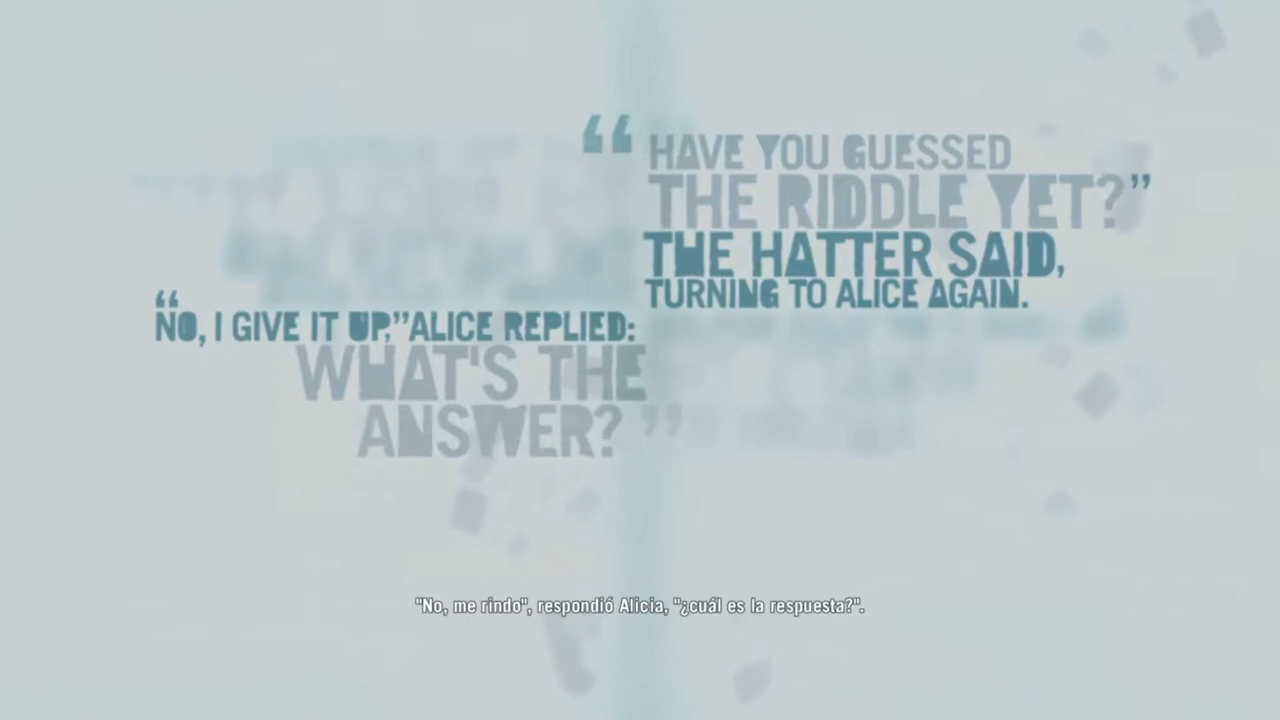 “ HAVE YOU GUESSED
THE RIDDLE YET?”
THE HATTER SAID,
TURNING TO ALICE AGAIN.
“NO, I GIVE IT UP,” ALICE REPLIED:
WHAT'S THE
ANSWER? ”
"No, me rindo", respondió Alicia, "¿cuál es la respuesta?".